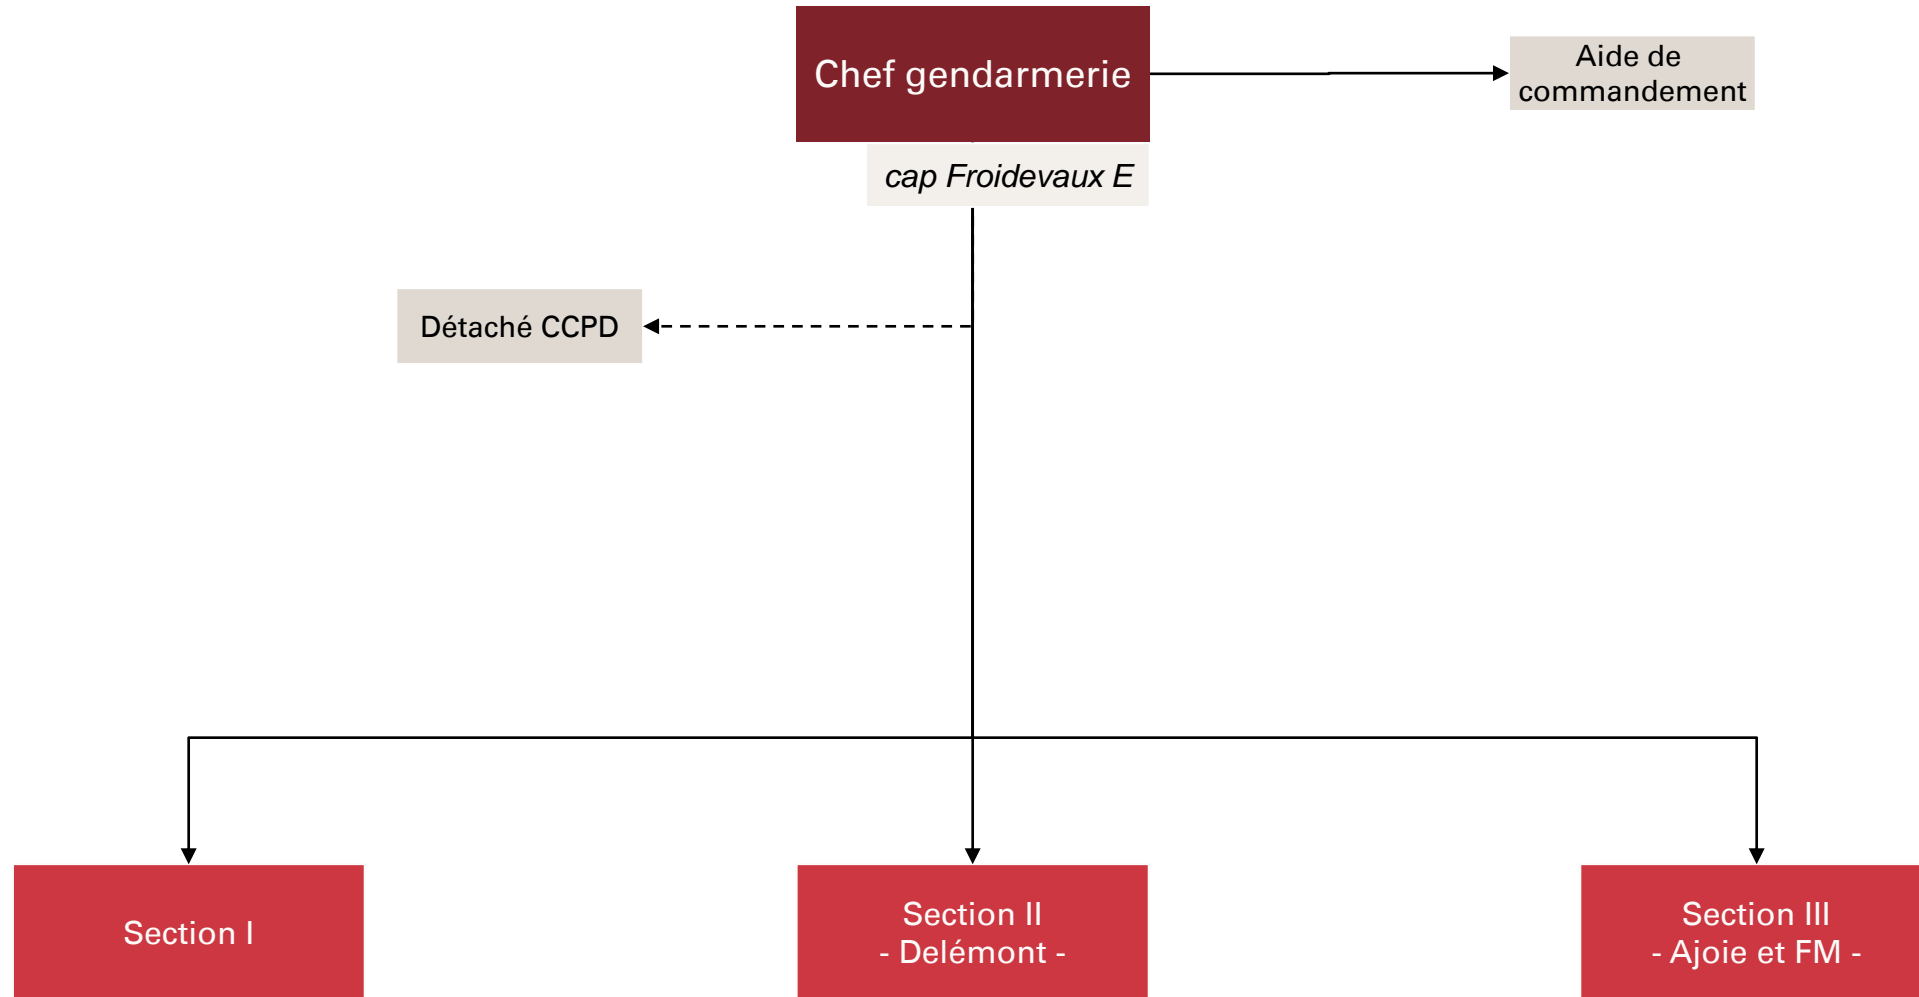 Chef gendarmerie
Aide de
commandement
cap Froidevaux E
Détaché CCPD
Section I
Section II
- Delémont -
Section III
- Ajoie et FM -